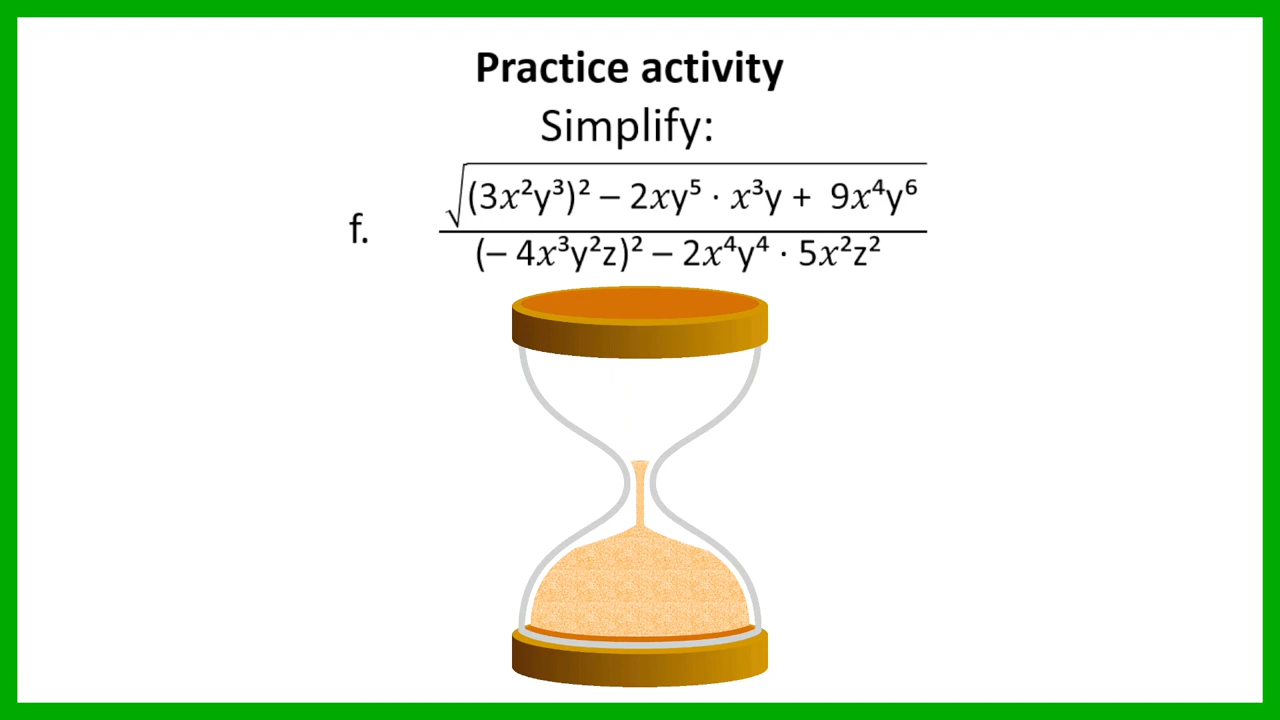 Practice activity
Simplify:
f.
√(3x²y³)² – 2xy⁵ · x³y + 9x⁴y⁶
(– 4x³y²z)² – 2x⁴y⁴ · 5x²z²